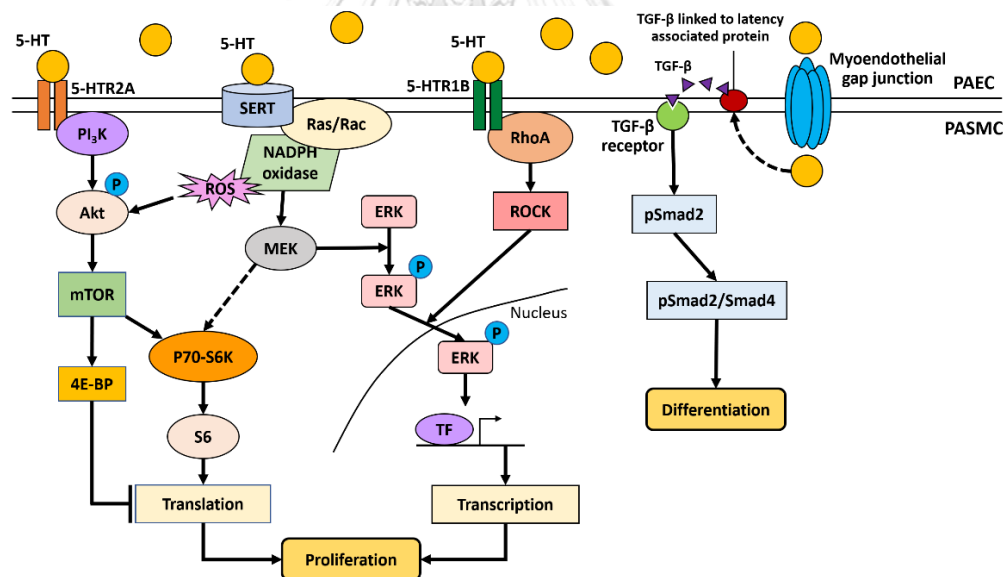 5-HT
5-HT
5-HT
TGF-β linked to latency
associated protein
TGF-β
Myoendothelial
gap junction
PAEC
PASMC
5-HTR2A
SERT
5-HTR1B
PI3K
Ras/Rac
RhoA
TGF-β
receptor
NADPH
oxidase
ROS
P
Akt
MEK
ERK
ROCK
pSmad2
mTOR
ERK
P
Nucleus
pSmad2/Smad4
P70-S6K
ERK
P
4E-BP
S6
TF
Differentiation
Translation
Transcription
Proliferation